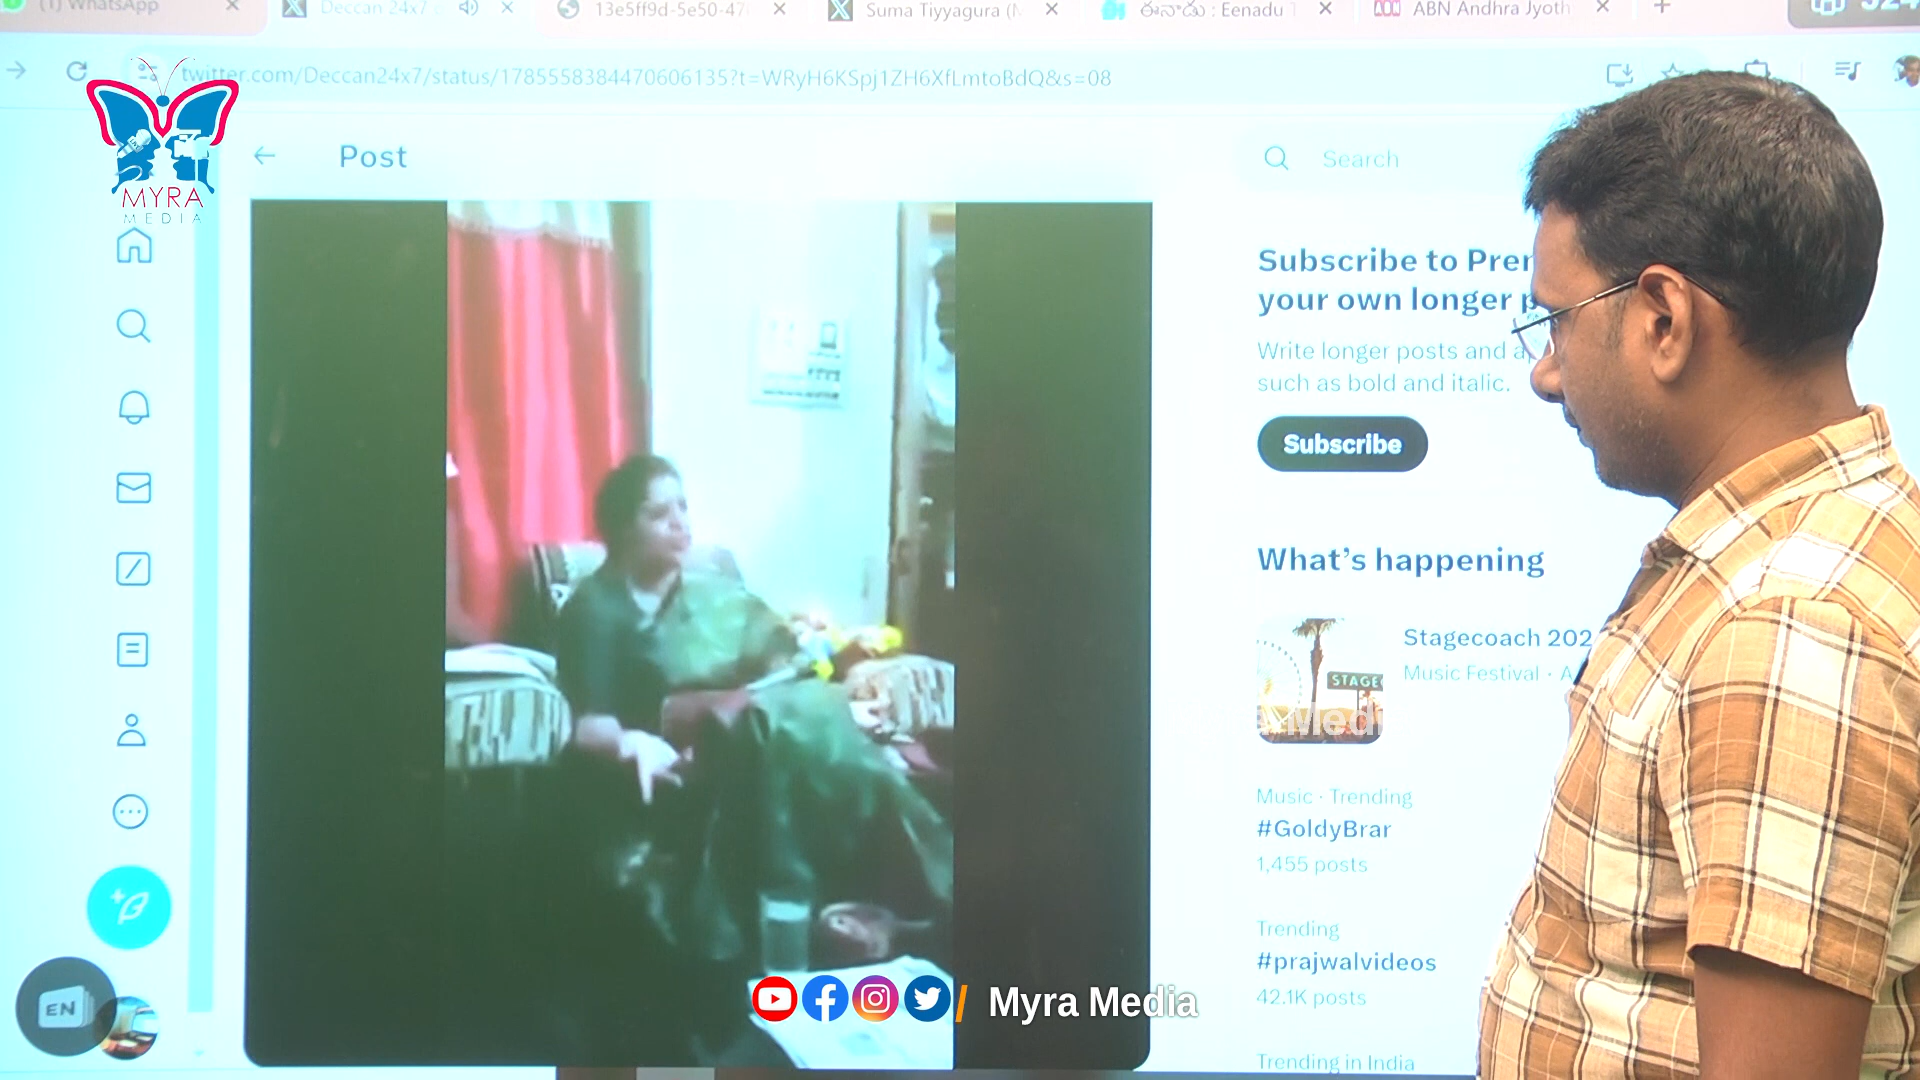 (1) WhatsApp
Deccan 24x7
13e5ff9d-5e50-47
Suma Tiyyagura (
ఈనాడు : Eenadu
ABN Andhra Jyoth
twitter.com/Deccan24x7/status/1785558384470606135?t=WRyH6KSpj1ZH6XfLmtoBdQ&s=08
MYRA
MEDIA
Post
Search
Subscribe to Prer
your own longer p
Write longer posts and a
such as bold and italic.
Subscribe
What's happening
Stagecoach 202
Music Festival · A
STAGE
Medi
Music · Trending
#GoldyBrar
1,455 posts
Trending
#prajwalvideos
42.1K posts
Trending in India
EN
/ Myra Media